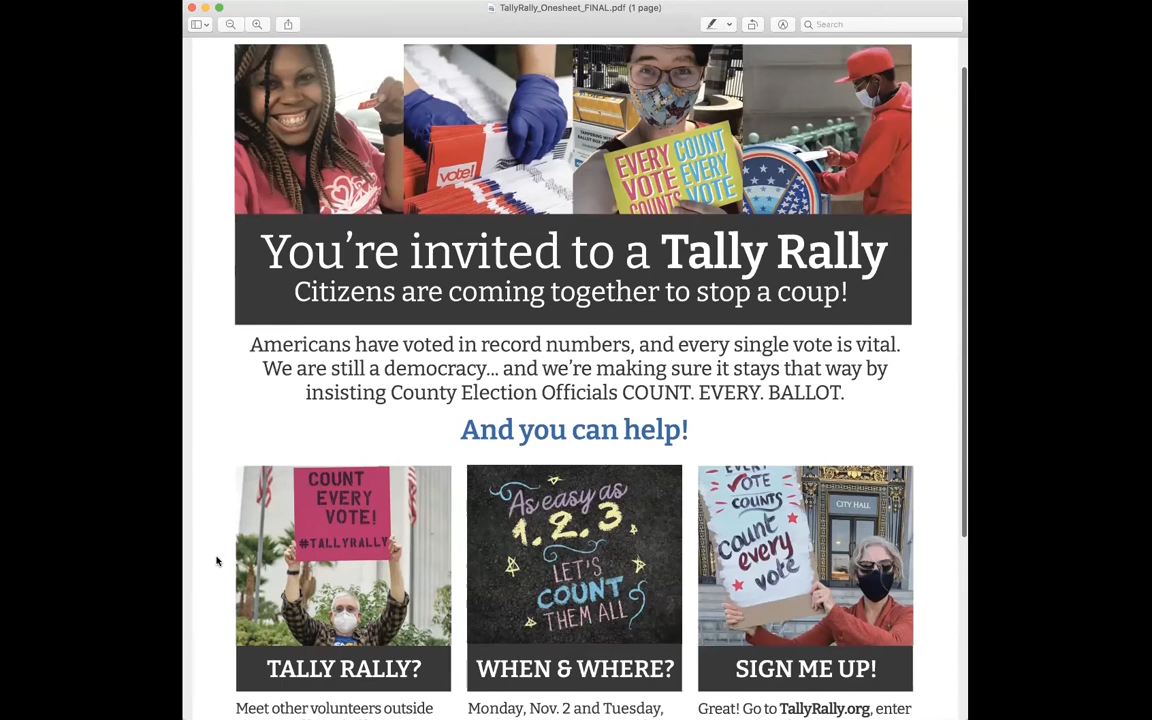 TallyRally_Onesheet_FINAL.pdf (1 page)
Search
vote!
EVERY VOTE COUNTS
COUNT EVERY VOTE
You're invited to a Tally Rally
Citizens are coming together to stop a coup!
Americans have voted in record numbers, and every single vote is vital.
We are still a democracy... and we're making sure it stays that way by
insisting County Election Officials COUNT. EVERY. BALLOT.
And you can help!
COUNT
EVERY
VOTE!
#TALLYRALLY
As easy as
1.2.3
LET'S
COUNT
THEM ALL
EVERY
VOTE
COUNTS
count
every
vote
CITY HALL
TALLY RALLY?
WHEN & WHERE?
SIGN ME UP!
Meet other volunteers outside
Monday, Nov. 2 and Tuesday,
Great! Go to TallyRally.org, enter